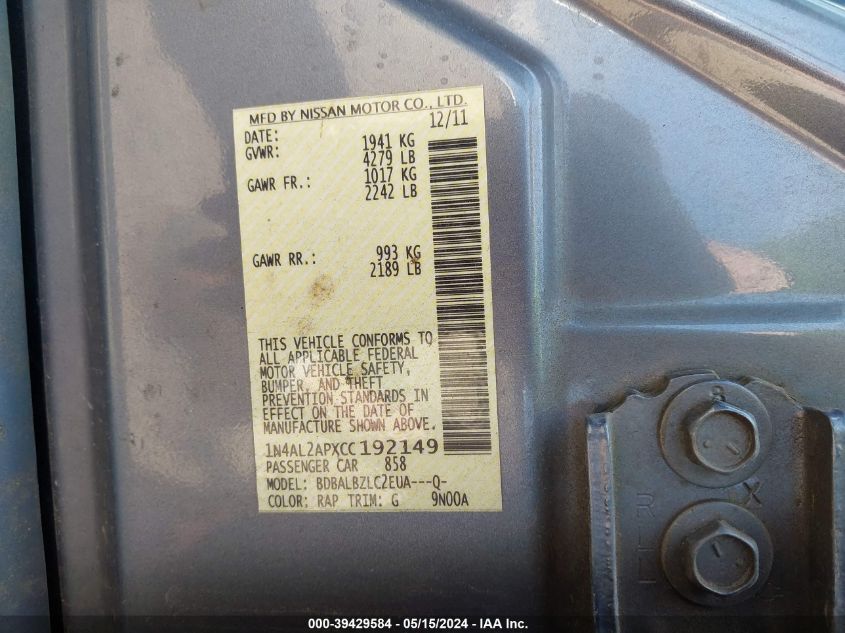 MFD BY NISSAN MOTOR CO., LTD.
DATE: 12/11
GVWR: 1941 KG
4279 LB
GAWR FR.: 1017 KG
2242 LB
GAWR RR.: 993 KG
2189 LB
THIS VEHICLE CONFORMS TO
ALL APPLICABLE FEDERAL
MOTOR VEHICLE SAFETY,
BUMPER, AND THEFT
PREVENTION STANDARDS IN
EFFECT ON THE DATE OF
MANUFACTURE SHOWN ABOVE.
1N4AL2APXCC192149
PASSENGER CAR 858
MODEL: BDBALBZLC2EUA---Q-
COLOR: RAP TRIM: G 9N00A
000-39429584 - 05/15/2024 - IAA Inc.